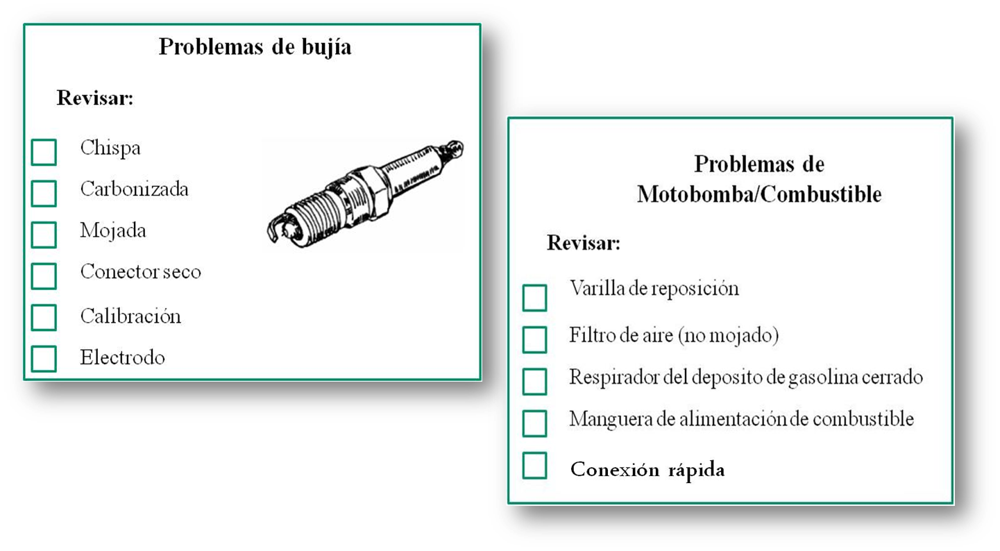 Problemas de bujía
Revisar:
Chispa
Carbonizada
Mojada
Conector seco
Calibración
Electrodo
Problemas de
Motobomba/Combustible
Revisar:
Varilla de reposición
Filtro de aire (no mojado)
Respirador del deposito de gasolina cerrado
Manguera de alimentación de combustible
Conexión rápida